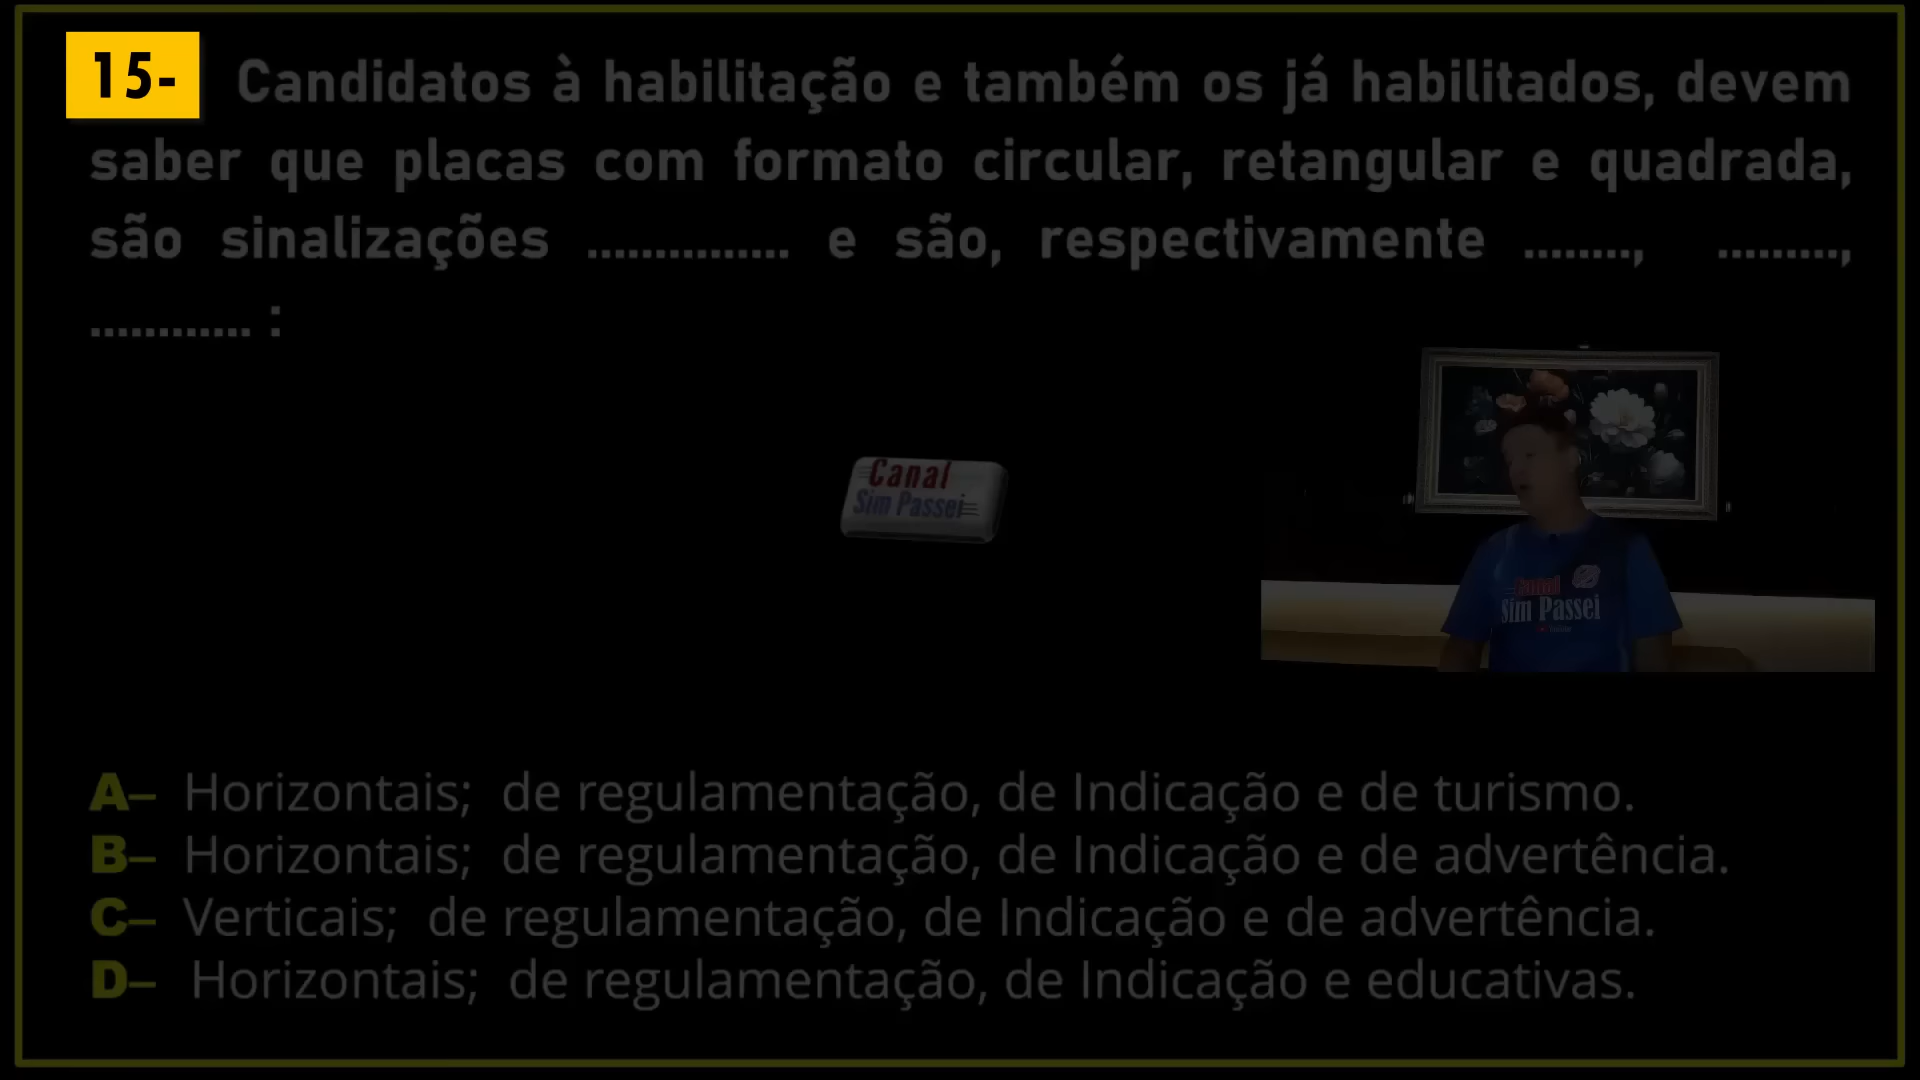 15- Candidatos à habilitação e também os já habilitados, devem
saber que placas com formato circular, retangular e quadrada,
são sinalizações ............... e são, respectivamente ........, .........,
............ :
Canal
Sim Passei
Canal
Sim Passei
A– Horizontais; de regulamentação, de Indicação e de turismo.
B– Horizontais; de regulamentação, de Indicação e de advertência.
C– Verticais; de regulamentação, de Indicação e de advertência.
D– Horizontais; de regulamentação, de Indicação e educativas.